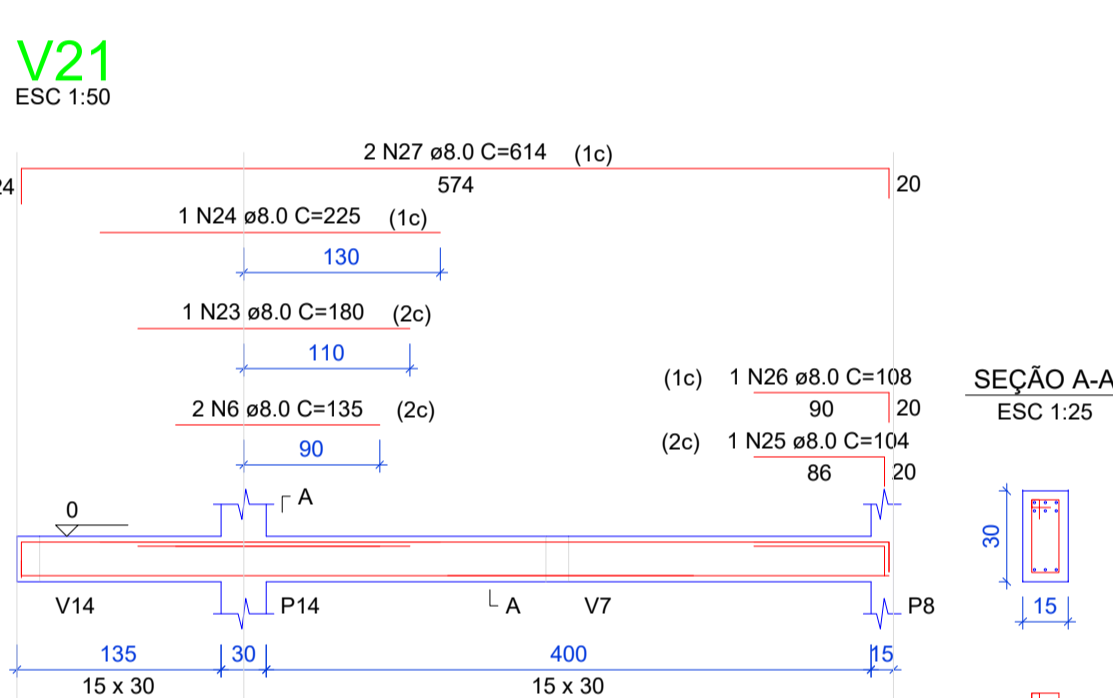 V21
ESC 1:50
2 N27 ø8.0 C=614 (1c)
24 574 20
1 N24 ø8.0 C=225 (1c)
130
1 N23 ø8.0 C=180 (2c)
110
(1c) 1 N26 ø8.0 C=108
90 20
2 N6 ø8.0 C=135 (2c)
90
(2c) 1 N25 ø8.0 C=104
86 20
SEÇÃO A-A
ESC 1:25
0
A
30
15
V14 P14 A V7 P8
135 30 400 15
15 x 30 15 x 30